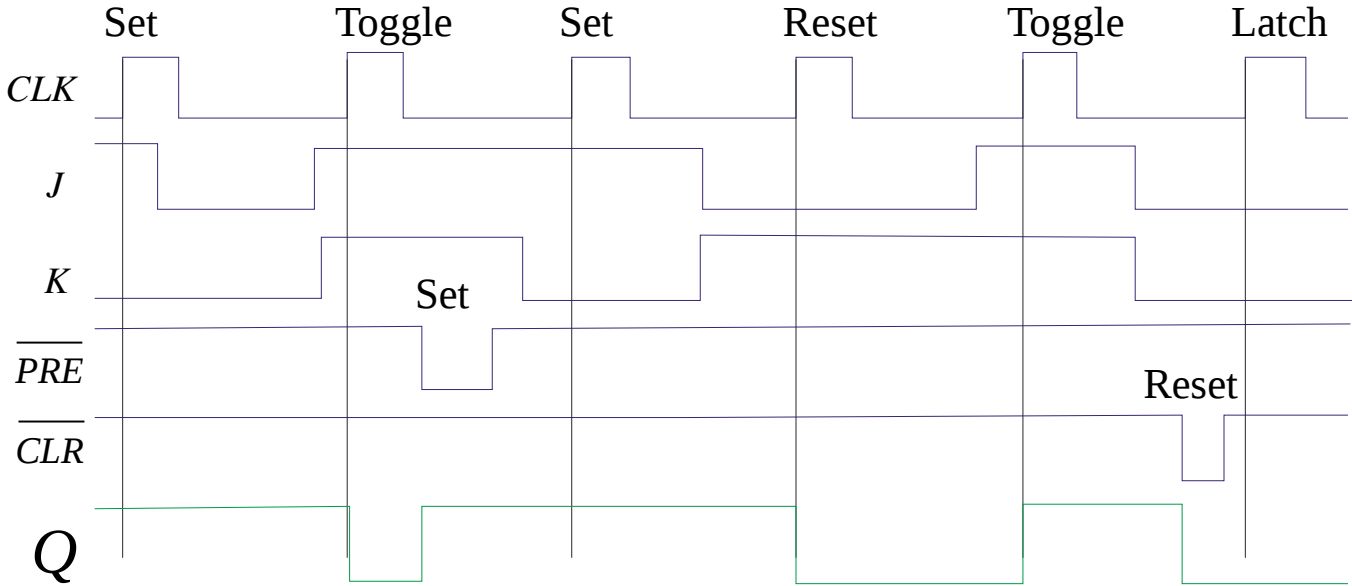 Set Toggle Set Reset Toggle Latch
CLK
J
K
Set
PRE
Reset
CLR
Q